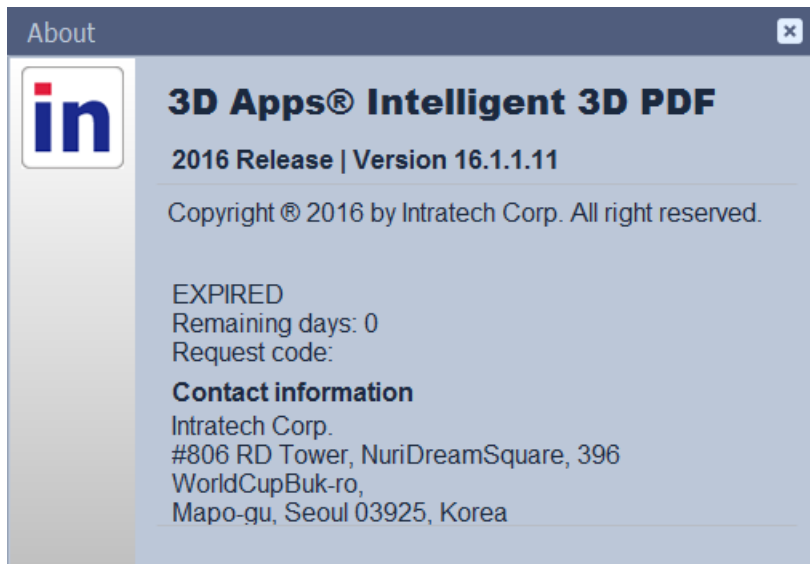 About
in
3D Apps® Intelligent 3D PDF
2016 Release | Version 16.1.1.11
Copyright ® 2016 by Intratech Corp. All right reserved.
EXPIRED
Remaining days: 0
Request code:
Contact information
Intratech Corp.
#806 RD Tower, NuriDreamSquare, 396
WorldCupBuk-ro,
Mapo-gu, Seoul 03925, Korea